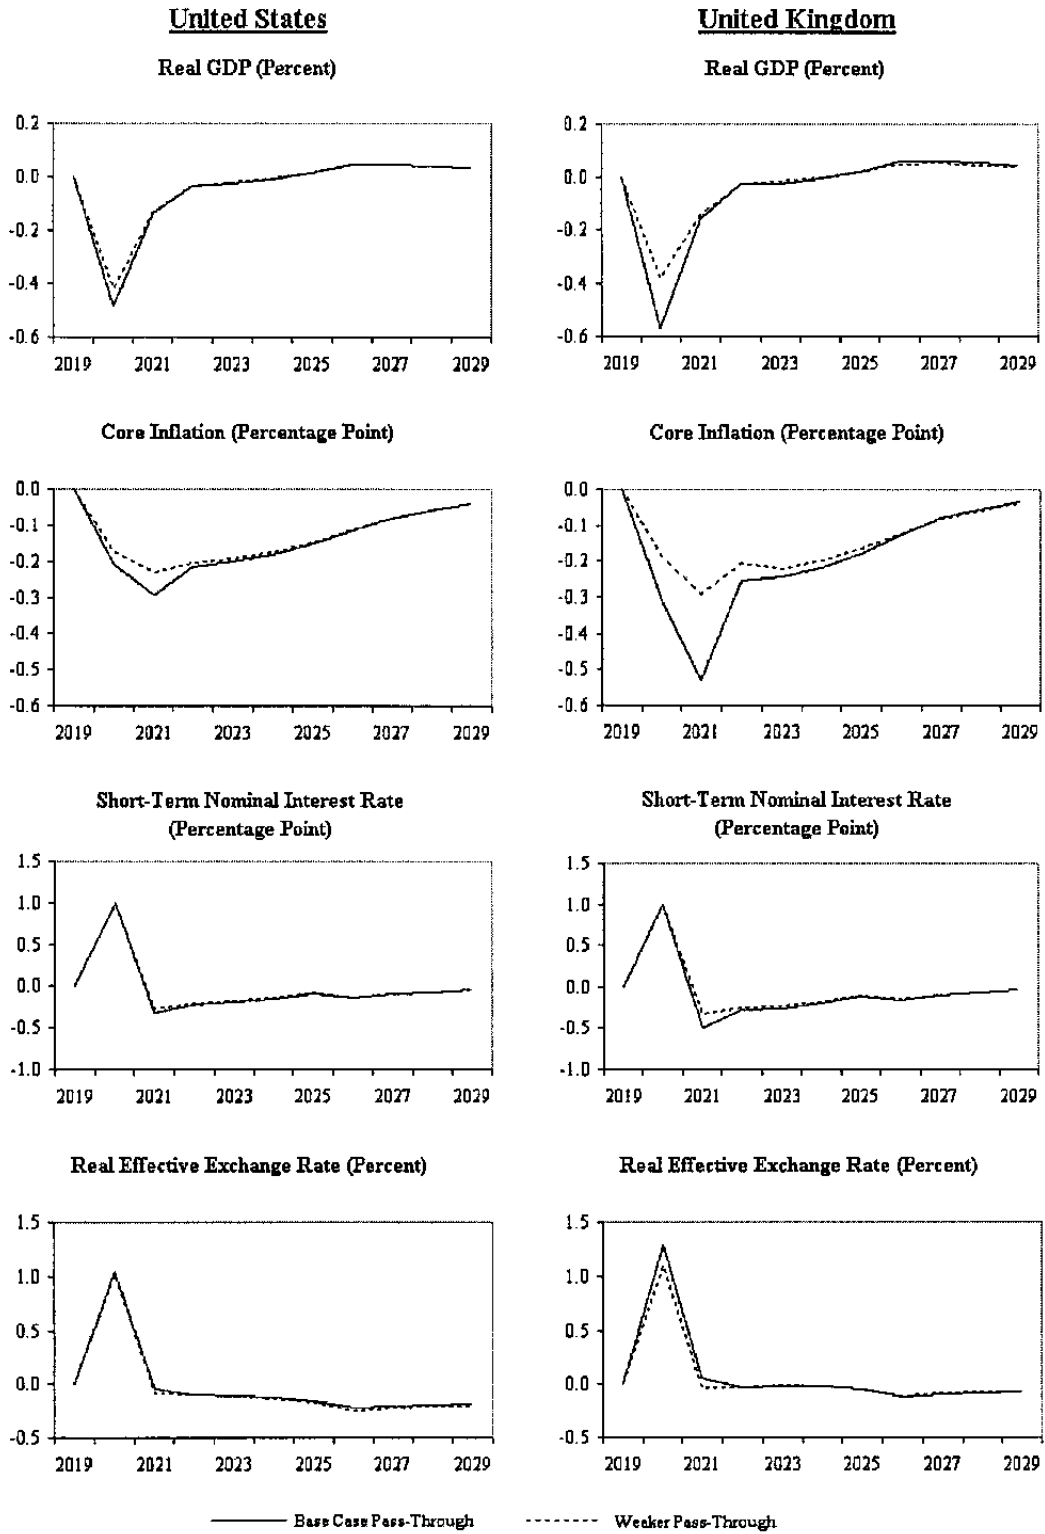 United States
United Kingdom
Real GDP (Percent)
Real GDP (Percent)
0.2
0.0
-0.2
-0.4
-0.6
2019 2021 2023 2025 2027 2029
0.2
0.0
-0.2
-0.4
-0.6
2019 2021 2023 2025 2027 2029
Core Inflation (Percentage Point)
Core Inflation (Percentage Point)
0.0
-0.1
-0.2
-0.3
-0.4
-0.5
-0.6
2019 2021 2023 2025 2027 2029
0.0
-0.1
-0.2
-0.3
-0.4
-0.5
-0.6
2019 2021 2023 2025 2027 2029
Short-Term Nominal Interest Rate
(Percentage Point)
Short-Term Nominal Interest Rate
(Percentage Point)
1.5
1.0
0.5
0.0
-0.5
-1.0
2019 2021 2023 2025 2027 2029
1.5
1.0
0.5
0.0
-0.5
-1.0
2019 2021 2023 2025 2027 2029
Real Effective Exchange Rate (Percent)
Real Effective Exchange Rate (Percent)
1.5
1.0
0.5
0.0
-0.5
2019 2021 2023 2025 2027 2029
1.5
1.0
0.5
0.0
-0.5
2019 2021 2023 2025 2027 2029
Base Case Pass-Through
Weaker Pass-Through